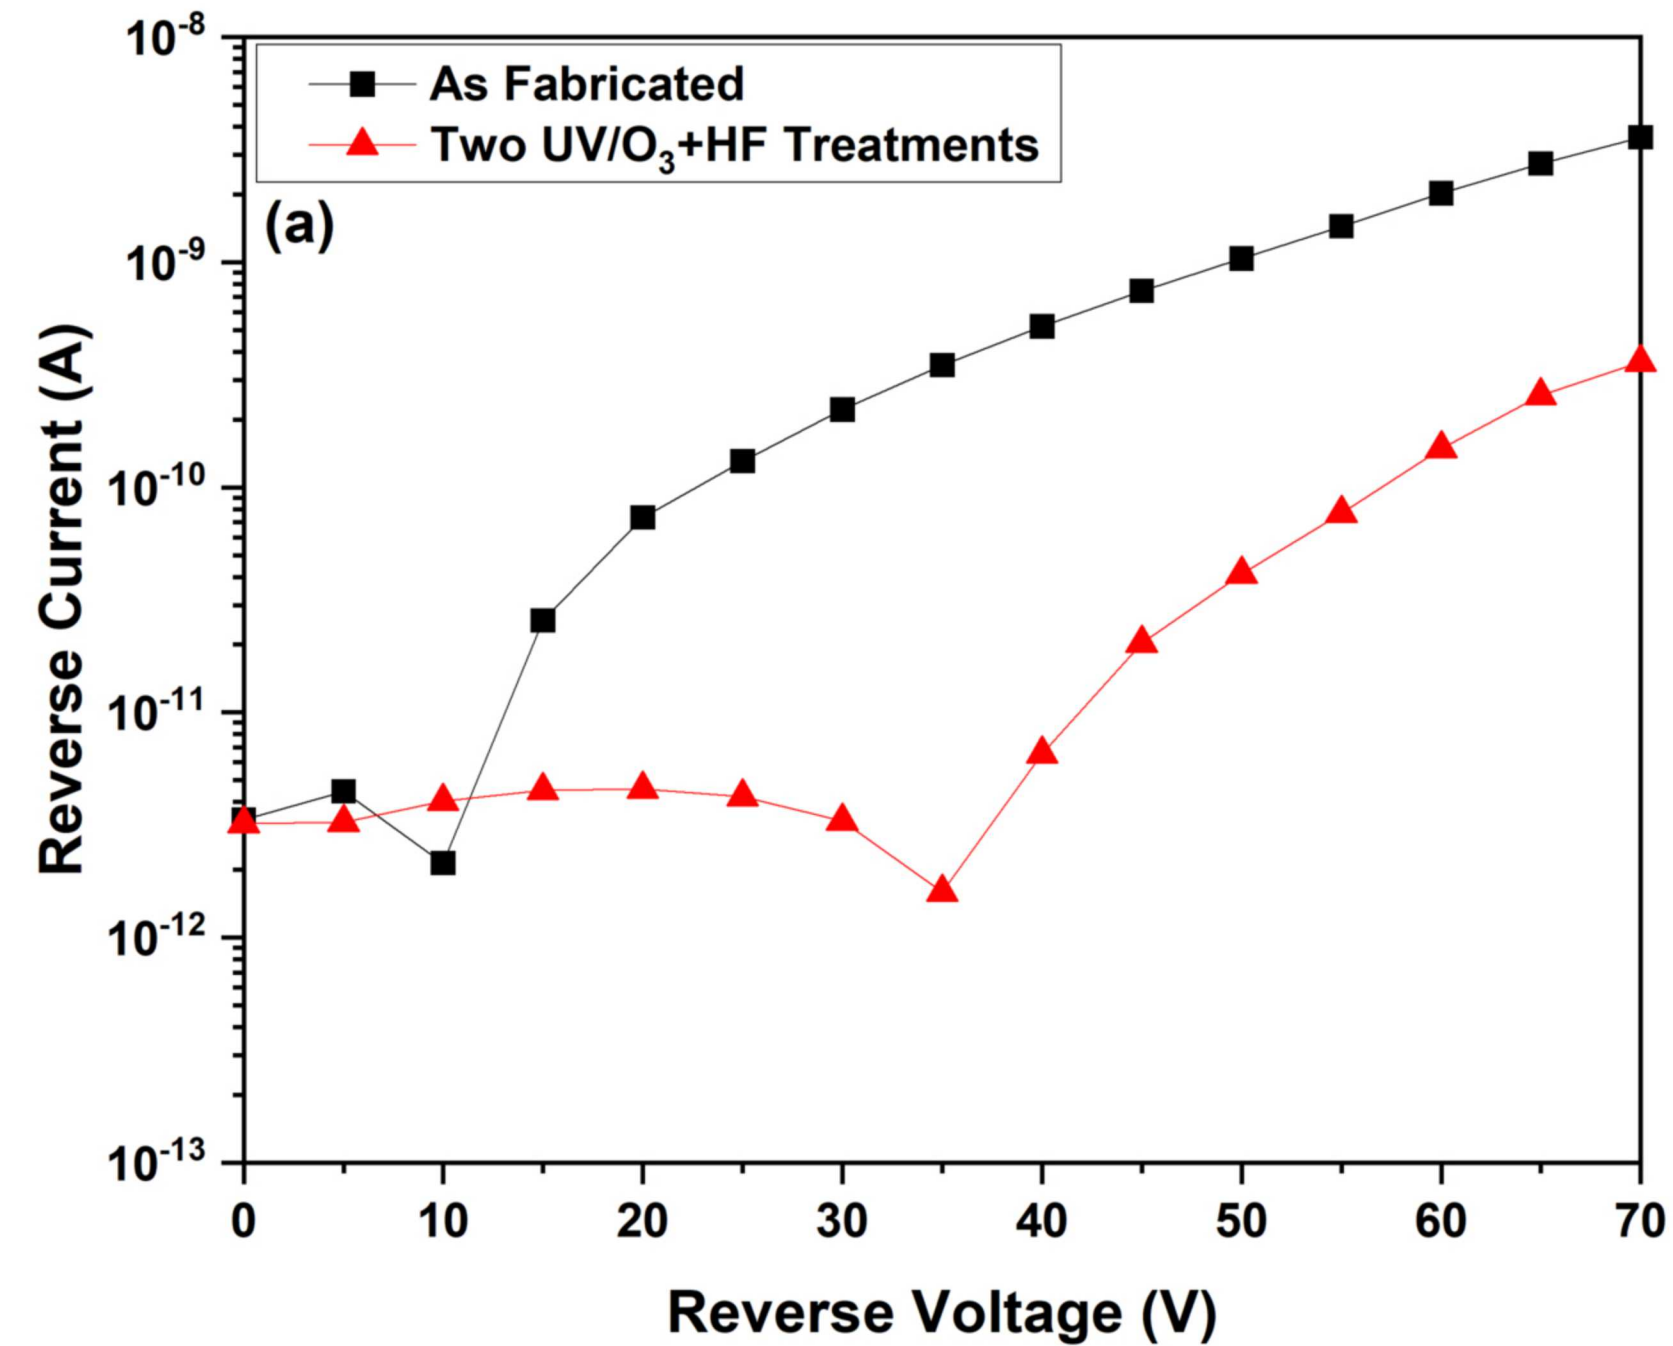 As Fabricated
Two UV/O₃+HF Treatments
(a)
10⁻⁸
10⁻⁹
10⁻¹⁰
10⁻¹¹
10⁻¹²
10⁻¹³
Reverse Current (A)
0 10 20 30 40 50 60 70
Reverse Voltage (V)